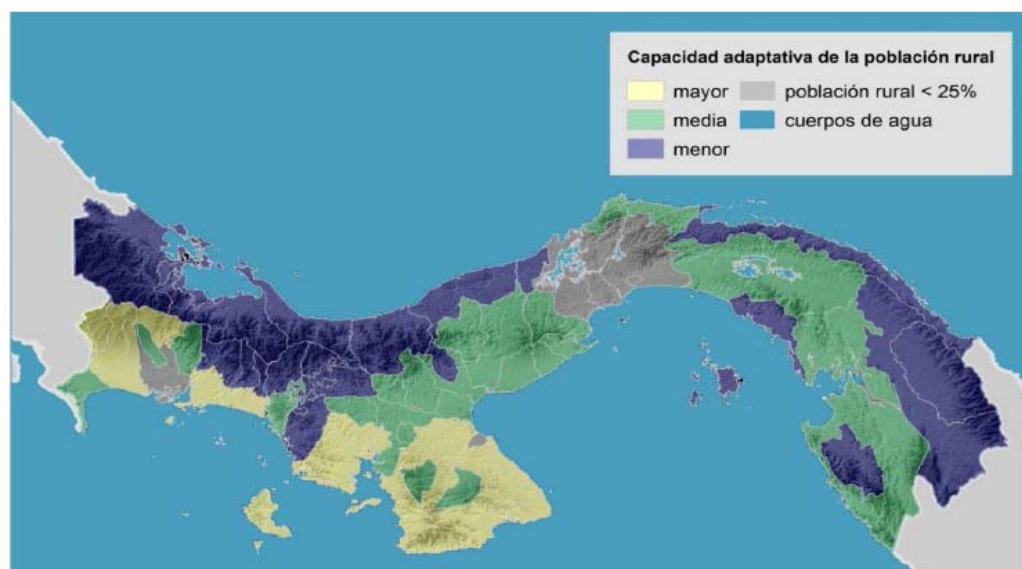 Capacidad adaptativa de la población rural
mayor población rural < 25%
media cuerpos de agua
menor